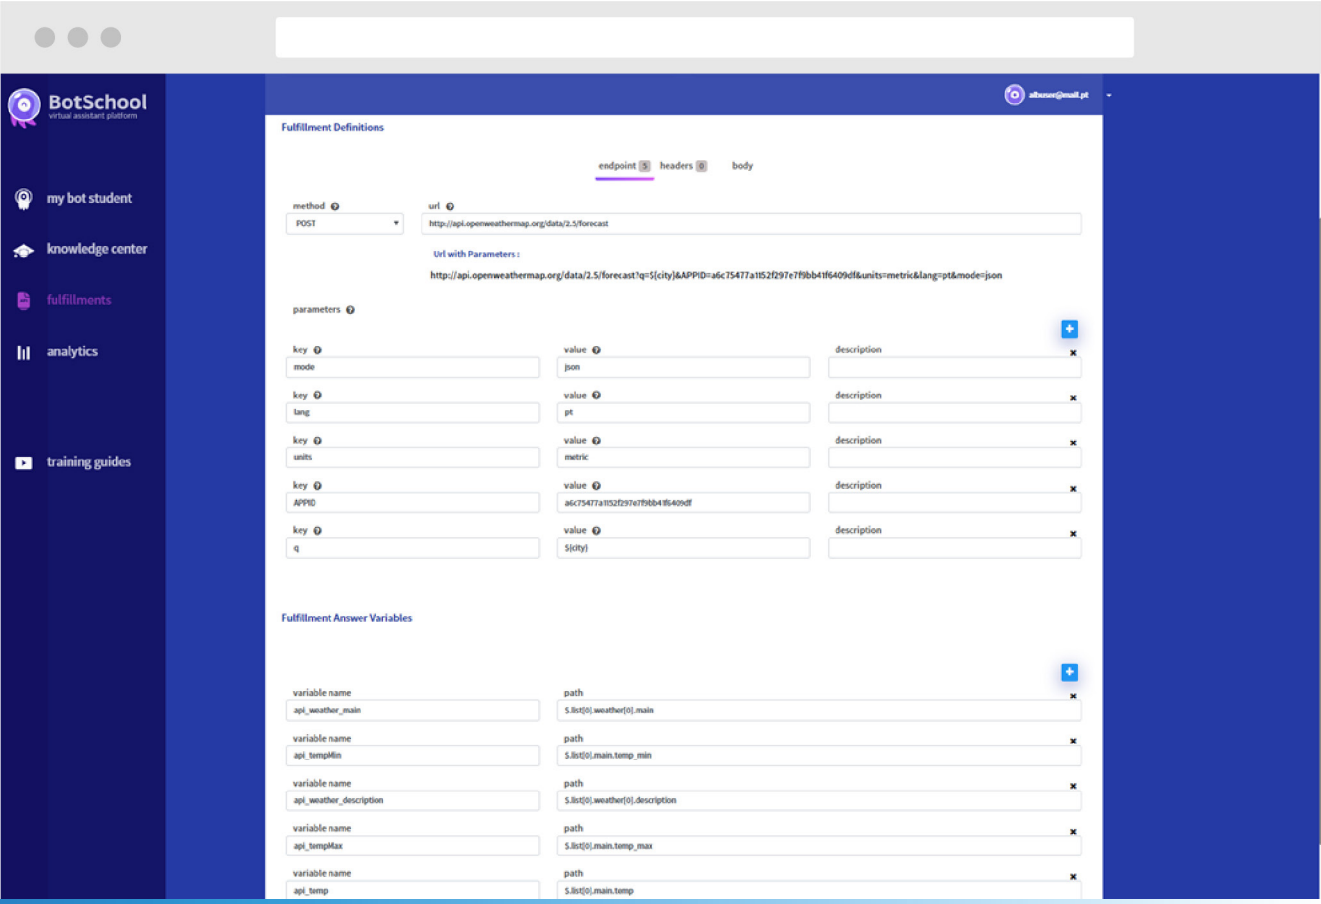 BotSchool
virtual assistant platform
my bot student
knowledge center
fulfillments
analytics
training guides
albuser@mail.pt
Fulfillment Definitions
endpoint 5 headers 0 body
method url
POST http://api.openweathermap.org/data/2.5/forecast
Url with Parameters :
http://api.openweathermap.org/data/2.5/forecast?q=${city}&APPID=a6c75477a1152f297e7f9bb41f6409df&units=metric&lang=pt&mode=json
parameters
key value description
mode json
key value description
lang pt
key value description
units metric
key value description
APPID a6c75477a1152f297e7f9bb41f6409df
key value description
q ${city}
Fulfillment Answer Variables
variable name path
api_weather_main $.list[0].weather[0].main
variable name path
api_tempMin $.list[0].main.temp_min
variable name path
api_weather_description $.list[0].weather[0].description
variable name path
api_tempMax $.list[0].main.temp_max
variable name path
api_temp $.list[0].main.temp